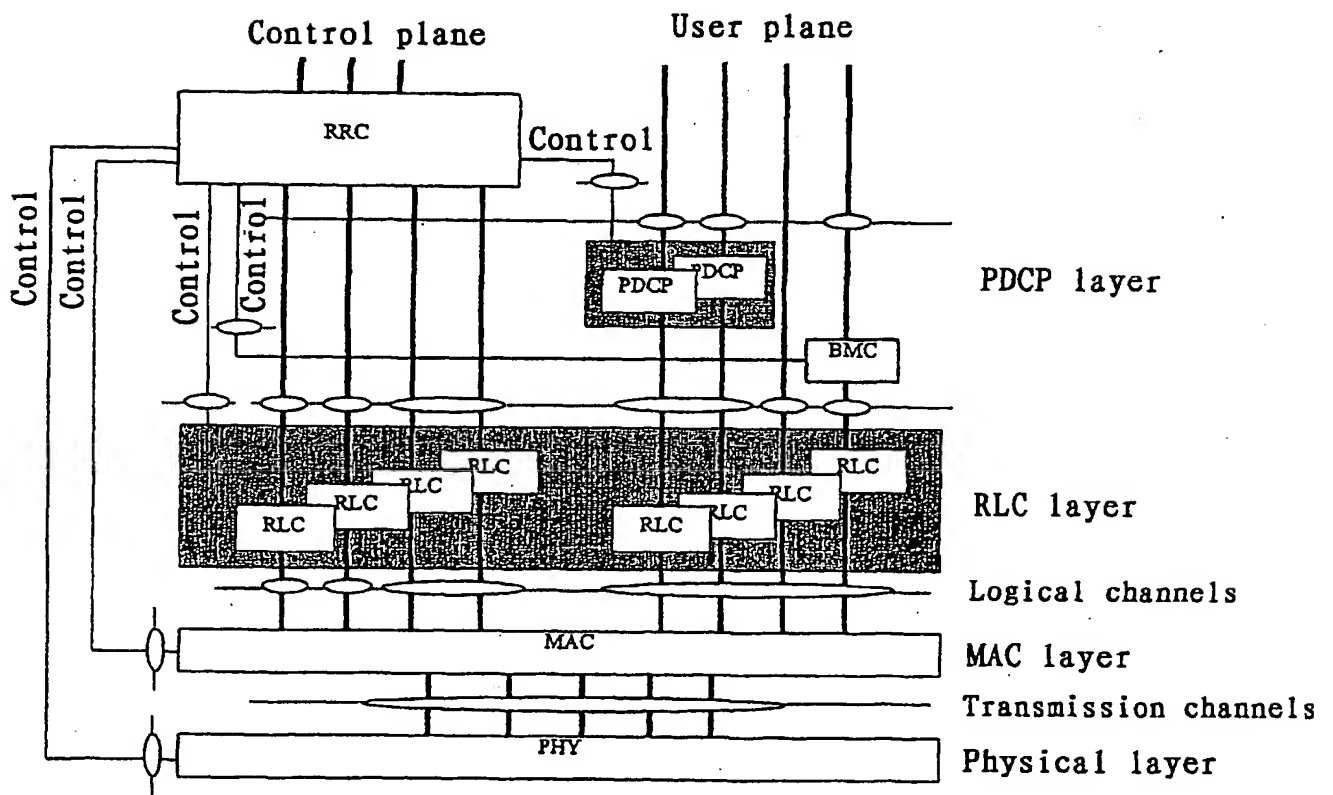 Control plane
User plane
RRC
Control
Control
Control
Control
Control
PDCP
PDCP
PDCP layer
BMC
RLC
RLC
RLC
RLC
RLC
RLC
RLC
RLC
RLC layer
Logical channels
MAC
MAC layer
Transmission channels
PHY
Physical layer